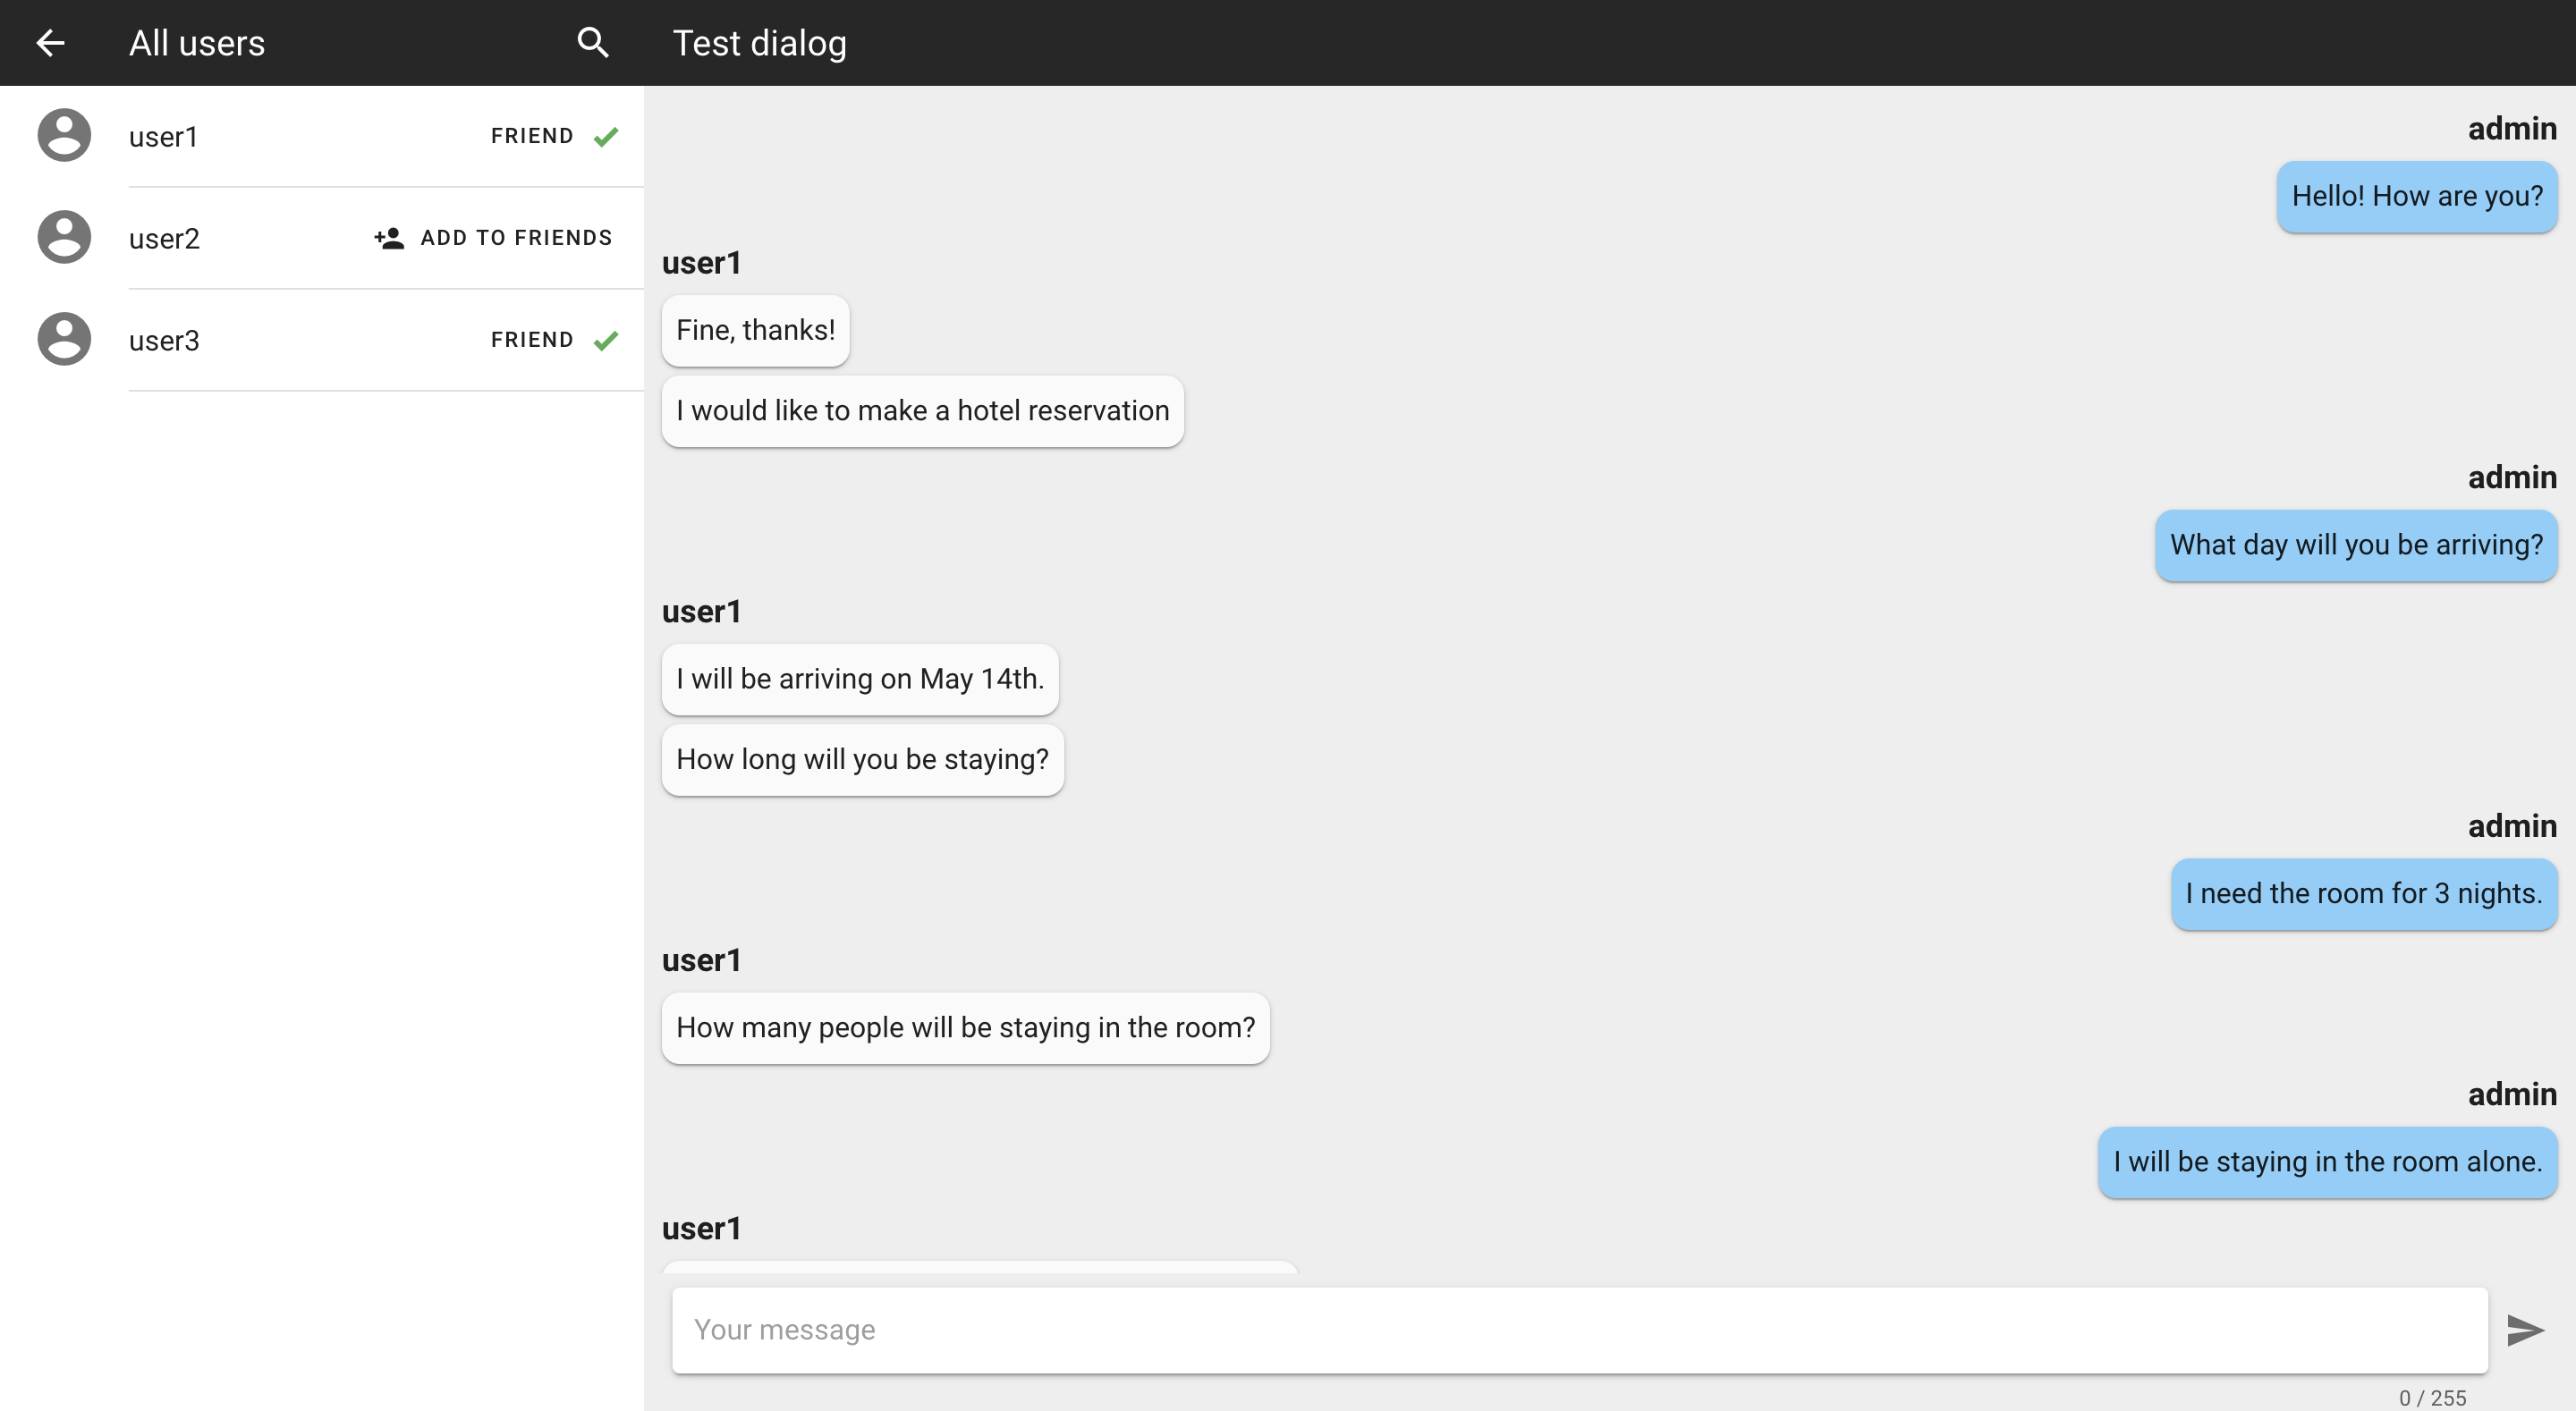 All users
user1 FRIEND
user2 ADD TO FRIENDS
user3 FRIEND
Test dialog
admin
Hello! How are you?
user1
Fine, thanks!
I would like to make a hotel reservation
admin
What day will you be arriving?
user1
I will be arriving on May 14th.
How long will you be staying?
admin
I need the room for 3 nights.
user1
How many people will be staying in the room?
admin
I will be staying in the room alone.
user1
Your message
0 / 255